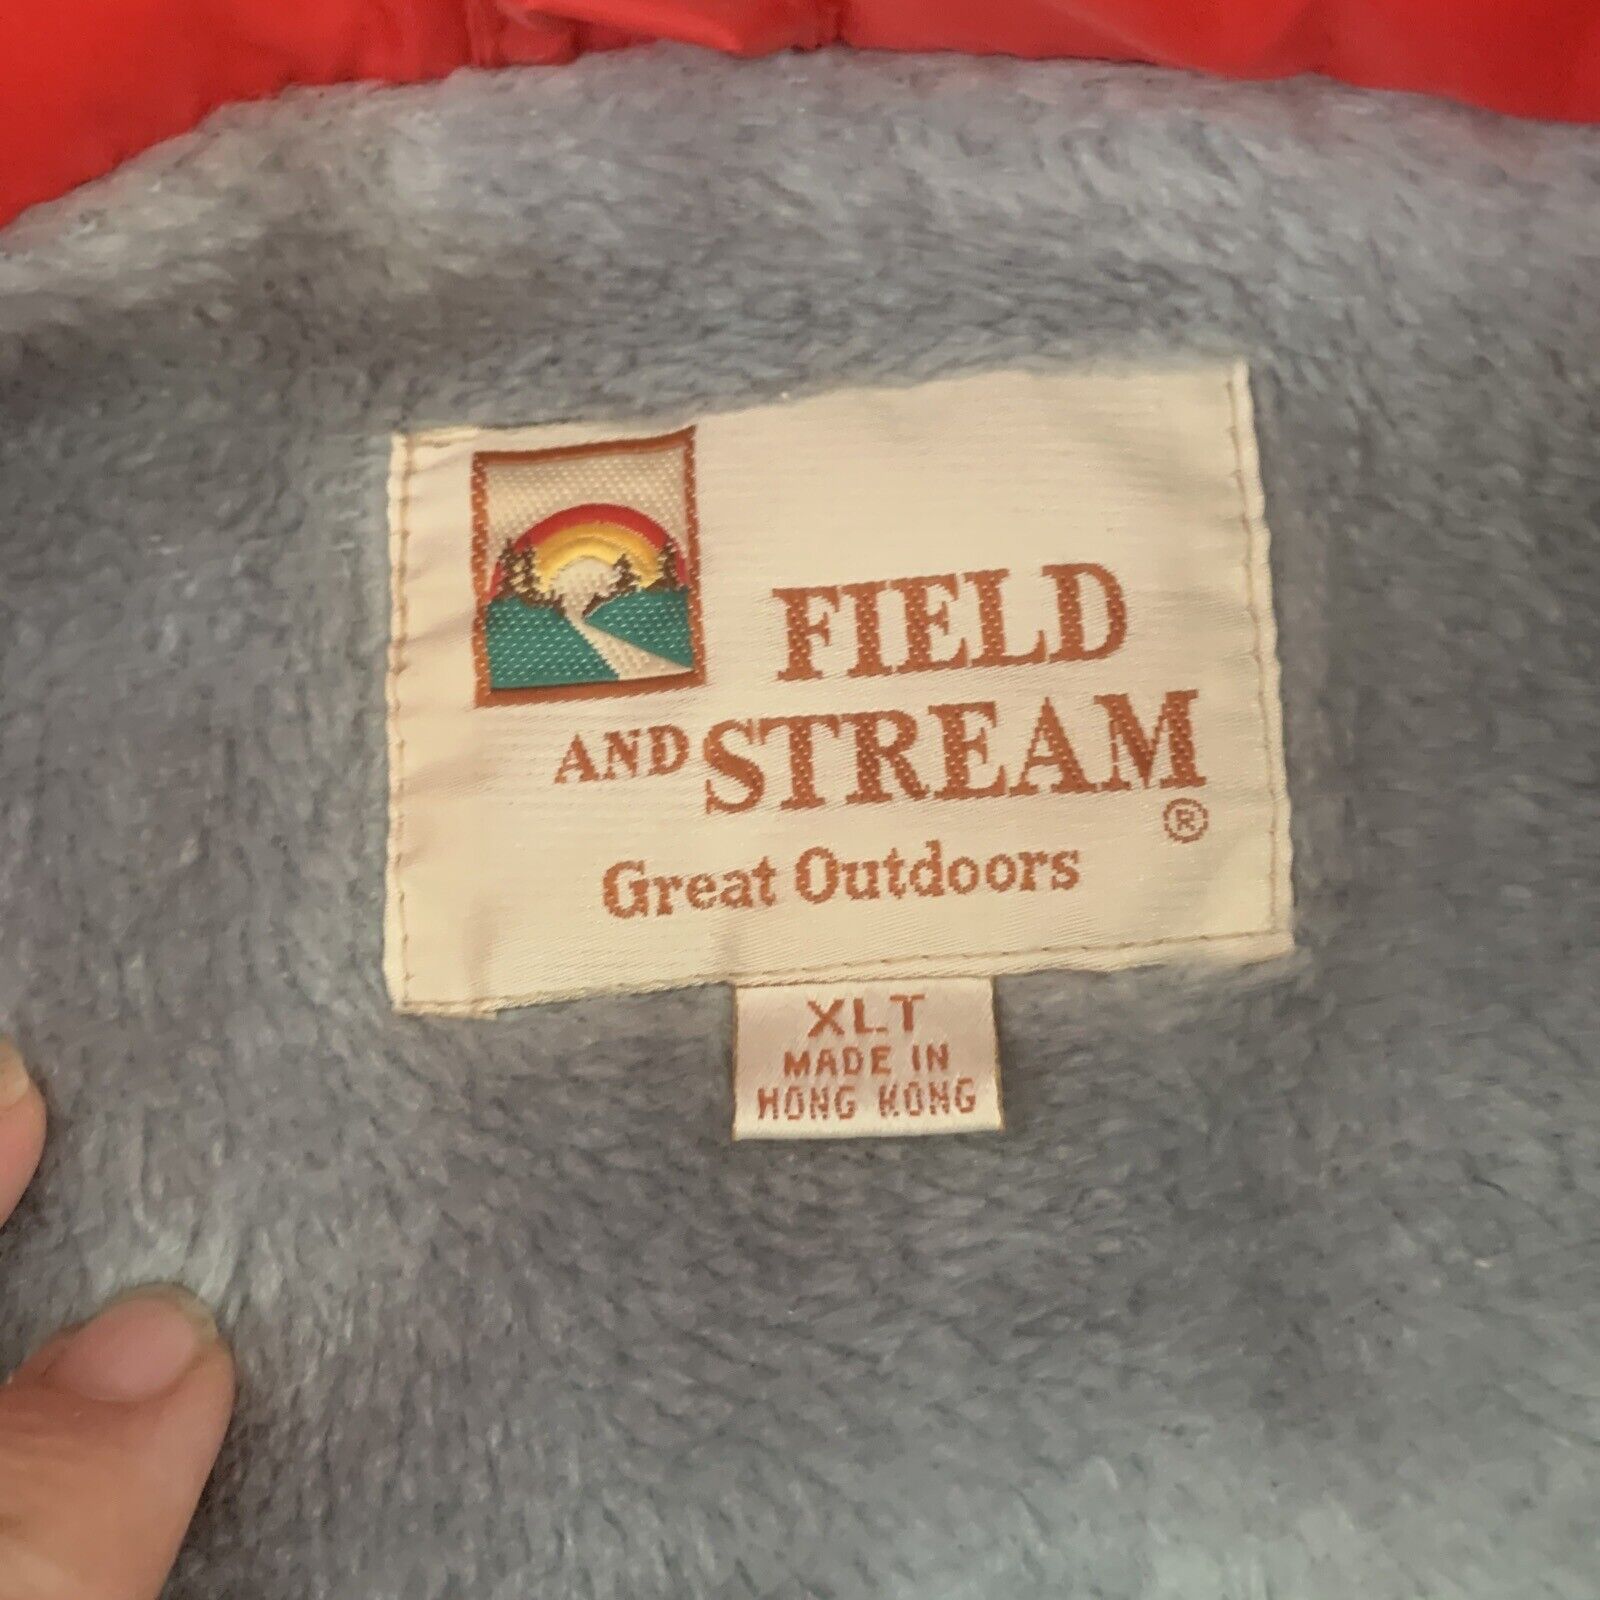 FIELD
AND STREAM
®
Great Outdoors
XLT
MADE IN
HONG KONG